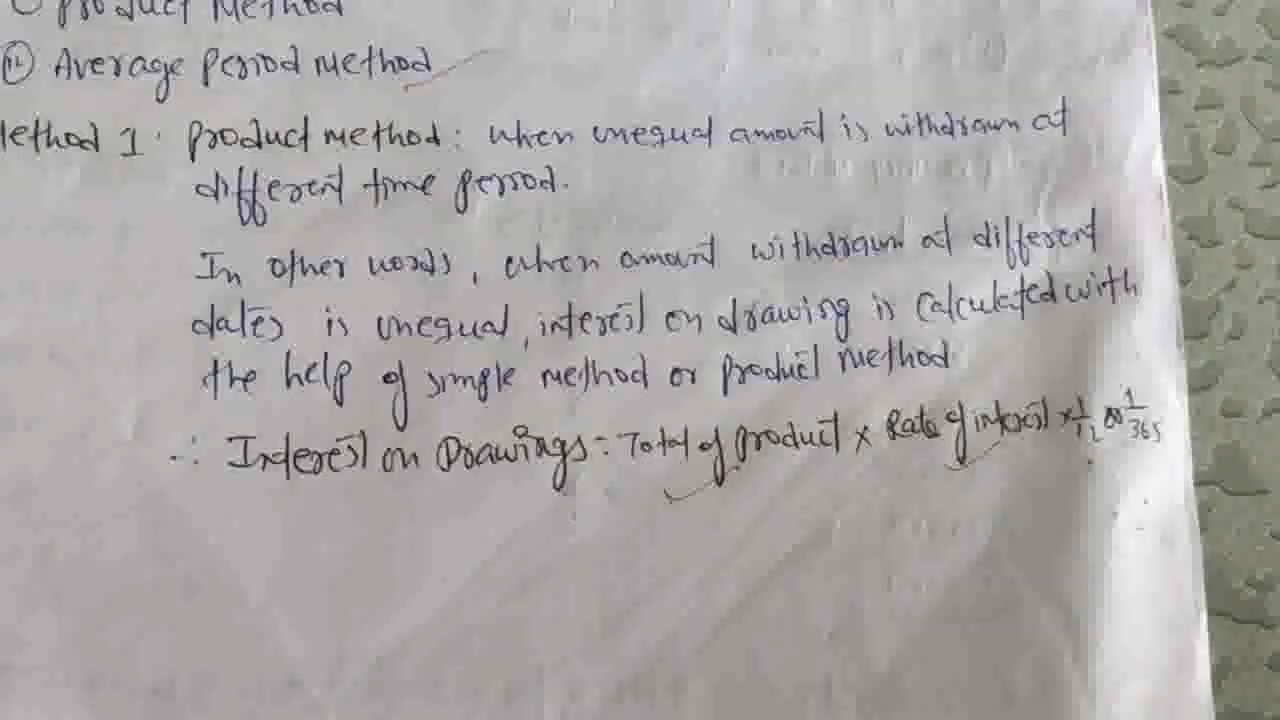 Product Method
(ii) Average Period Method
Method 1. Product method: when unequal amount is withdrawn at
different time period.
In other words, when amount withdrawn at different
dates is unequal, interest on drawing is calculated with
the help of simple method or product method
∴ Interest on Drawings = Total of product × Rate of interest × 1/12 or 1/365